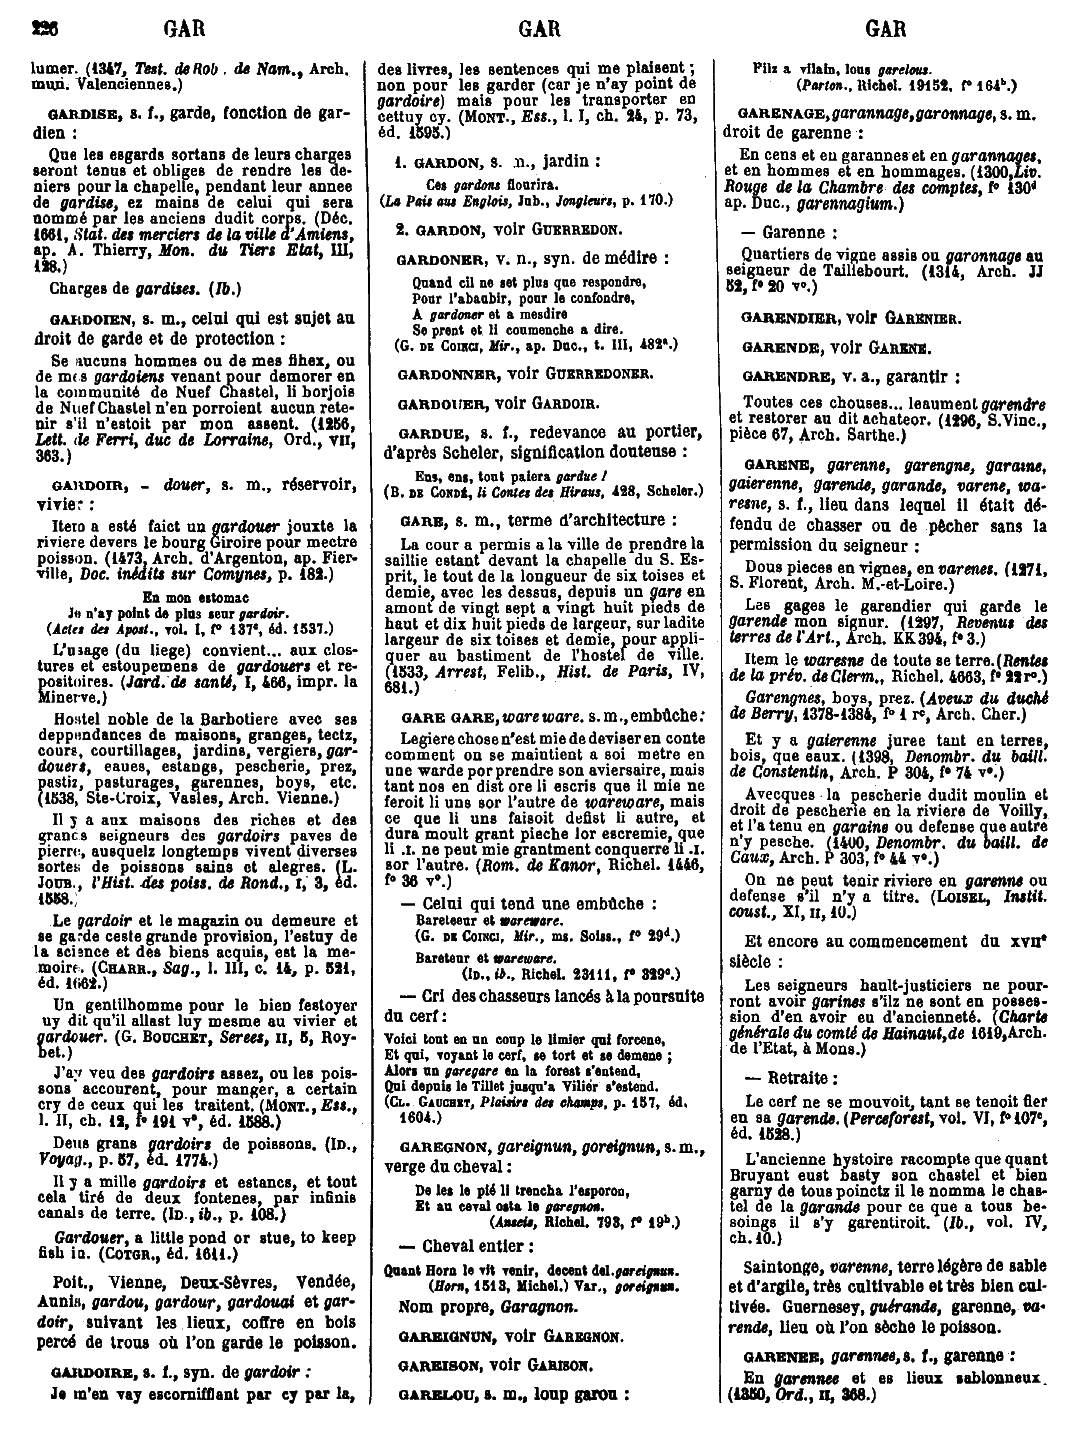 226 GAR GAR GAR
lumer. (1347, Test. de Rob. de Nam., Arch.
mun. Valenciennes.)
GARDISE, s. f., garde, fonction de gar-
dien :
Que les esgards sortans de leurs charges
seront tenus et obliges de rendre les de-
niers pour la chapelle, pendant leur annee
de gardise, ez mains de celui qui sera
nommé par les anciens dudit corps. (Déc.
1661, Stat. des merciers de la ville d'Amiens,
ap. A. Thierry, Mon. du Tiers Etat, III,
128.)
Charges de gardises. (Ib.)
GARDOIEN, s. m., celui qui est sujet au
droit de garde et de protection :
Se aucuns hommes ou de mes fihex, ou
de mes gardoiens venant pour demorer en
la communité de Nuef Chastel, li borjois
de Nuef Chastel n'en porroient aucun rete-
nir s'il n'estoit par mon assent. (1256,
Lett. de Ferri, duc de Lorraine, Ord., VII,
363.)
GARDOIR, - douer, s. m., réservoir,
vivier :
Item a esté faict un gardouer jouxte la
riviere devers le bourg Giroire pour mectre
poisson. (1473, Arch. d'Argenton, ap. Fier-
ville, Doc. inédits sur Comynes, p. 182.)
En mon estomac
Je n'ay point de plus seur gardoir.
(Actes des Apost., vol. I, f° 137ᶜ, éd. 1537.)
L'usage (du liege) convient... aux clos-
tures et estoupemens de gardouers et re-
positoires. (Jard. de santé, I, 466, impr. la
Minerve.)
Hostel noble de la Barbotiere avec ses
deppendances de maisons, granges, tectz,
cours, courtillages, jardins, vergiers, gar-
douers, eaues, estangs, pescherie, prez,
pastiz, pasturages, garennes, boys, etc.
(1538, Ste-Croix, Vasles, Arch. Vienne.)
Il y a aux maisons des riches et des
grancs seigneurs des gardoirs paves de
pierre, ausquelz longtemps vivent diverses
sortes de poissons sains et alegres. (L.
JOUB., l'Hist. des poiss. de Rond., I, 3, éd.
1558.)
Le gardoir et le magazin ou demeure et
se garde ceste grande provision, l'estuy de
la science et des biens acquis, est la me-
moire. (CHARR., Sag., l. III, c. 14, p. 521,
éd. 1662.)
Un gentilhomme pour le bien festoyer
uy dit qu'il allast luy mesme au vivier et
gardouer. (G. BOUCHET, Serees, II, 5, Roy-
bet.)
J'ay veu des gardoirs assez, ou les pois-
sons accourent, pour manger, a certain
cry de ceux qui les traitent. (MONT., Ess.,
l. II, ch. 12, f° 191 v°, éd. 1588.)
Deus grans gardoirs de poissons. (ID.,
Voyag., p. 57, éd. 1774.)
Il y a mille gardoirs et estancs, et tout
cela tiré de deux fontenes, par infinis
canals de terre. (ID., ib., p. 108.)
Gardouer, a little pond or stue, to keep
fish in. (COTGR., éd. 1611.)
Poit., Vienne, Deux-Sèvres, Vendée,
Aunis, gardou, gardour, gardouai et gar-
doir, suivant les lieux, coffre en bois
percé de trous où l'on garde le poisson.
GARDOIRE, s. f., syn. de gardoir :
Je m'en vay escornifflant par cy par la,
des livres, les sentences qui me plaisent ;
non pour les garder (car je n'ay point de
gardoire) mais pour les transporter en
cettuy cy. (MONT., Ess., l. I, ch. 24, p. 73,
éd. 1595.)
1. GARDON, s. m., jardin :
Ces gardons flourira.
(La Pais aus Englois, Jub., Jongleurs, p. 170.)
2. GARDON, voir GUERREDON.
GARDONER, v. n., syn. de médire :
Quand cil ne set plus que respondre,
Pour l'abaubir, pour le confondre,
A gardoner et a mesdire
Se prent et li coumenche a dire.
(G. DE COINCI, Mir., ap. Duc., t. III, 482ᵃ.)
GARDONNER, voir GUERREDONER.
GARDOUER, voir GARDOIR.
GARDUE, s. f., redevance au portier,
d'après Scheler, signification douteuse :
Ens, ens, tout paiera gardue !
(B. DE CONDÉ, li Contes des Hiraus, 428, Scheler.)
GARE, s. m., terme d'architecture :
La cour a permis a la ville de prendre la
saillie estant devant la chapelle du S. Es-
prit, le tout de la longueur de six toises et
demie, avec les dessus, depuis un gare en
amont de vingt sept a vingt huit pieds de
haut et dix huit pieds de largeur, sur ladite
largeur de six toises et demie, pour appli-
quer au bastiment de l'hostel de ville.
(1533, Arrest, Felib., Hist. de Paris, IV,
681.)
GARE GARE, ware ware. s. m., embûche :
Legiere chose n'est mie de deviser en conte
comment on se maintient a soi metre en
une warde por prendre son aviersaire, mais
tant nos en dist ore li escris que il mie ne
feroit li uns sor l'autre de wareware, mais
ce que li uns faisoit defist li autre, et
dura moult grant pieche lor escremie, que
li .I. ne peut mie grantment conquerre li .I.
sor l'autre. (Rom. de Kanor, Richel. 1446,
f° 36 v°.)
— Celui qui tend une embûche :
Bareteeur et wareware.
(G. DE COINCI, Mir., ms. Soiss., f° 29ᵈ.)
Bareteur et wareware.
(ID., ib., Richel. 23111, f° 329ᵃ.)
— Cri des chasseurs lancés à la poursuite
du cerf :
Voici tout en un coup le limier qui forcene,
Et qui, voyant le cerf, se tort et se demene ;
Alors un garegare en la forest s'entend,
Qui depuis le Tillet jusqu'a Vilier s'estend.
(CL. GAUCHET, Plaisirs des champs, p. 157, éd.
1604.)
GAREGNON, gareignun, goreignun, s. m.,
verge du cheval :
De les le pié li trencha l'esporon,
Et au ceval osta le garegnon.
(Anseis, Richel. 793, f° 19ᵇ.)
— Cheval entier :
Quant Horn le vit venir, decent del gareignun.
(Horn, 1513, Michel.) Var., goreignun.
Nom propre, Garagnon.
GAREIGNUN, voir GAREGNON.
GAREISON, voir GARISON.
GARELOU, s. m., loup garou :
Filz a vilain, lous garelous.
(Parton., Richel. 19152, f° 164ᵇ.)
GARENAGE, garannage, garonnage, s. m.
droit de garenne :
En cens et eu garannes et en garannages,
et en hommes et en hommages. (1300, Liv.
Rouge de la Chambre des comptes, f° 130ᵈ
ap. Duc., garennagium.)
— Garenne :
Quartiers de vigne assis ou garonnage au
seigneur de Taillebourt. (1314, Arch. JJ
52, f° 20 v°.)
GARENDIER, voir GARENIER.
GARENDE, voir GARENE.
GARENDRE, v. a., garantir :
Toutes ces chouses... leaument garendre
et restorer au dit achateor. (1296, S. Vinc.,
pièce 67, Arch. Sarthe.)
GARENE, garenne, garengne, garaine,
gaierenne, garende, garande, varene, wa-
resne, s. f., lieu dans lequel il était dé-
fendu de chasser ou de pêcher sans la
permission du seigneur :
Dous pieces en vignes, en varenes. (1271,
S. Florent, Arch. M.-et-Loire.)
Les gages le garendier qui garde le
garende mon signur. (1297, Revenus des
terres de l'Art., Arch. KK 394, f° 3.)
Item le waresne de toute se terre. (Rentes
de la prév. de Clerm., Richel. 4663, f° 22 r°.)
Garengnes, boys, prez. (Aveux du duché
de Berry, 1378-1384, f° 1 r°, Arch. Cher.)
Et y a gaierenne juree tant en terres,
bois, que eaux. (1398, Denombr. du baill.
de Constentin, Arch. P 304, f° 74 v°.)
Avecques la pescherie dudit moulin et
droit de pescherie en la riviere de Voilly,
et l'a tenu en garaine ou defense que autre
n'y pesche. (1400, Denombr. du baill. de
Caux, Arch. P 303, f° 44 v°.)
On ne peut tenir riviere en garenne ou
defense s'il n'y a titre. (LOISEL, Instit.
coust., XI, II, 10.)
Et encore au commencement du XVIIᵉ
siècle :
Les seigneurs hault-justiciers ne pour-
ront avoir garines s'ilz ne sont en posses-
sion d'en avoir eu d'ancienneté. (Charte
générale du comté de Hainaut, de 1619, Arch.
de l'Etat, à Mons.)
— Retraite :
Le cerf ne se mouvoit, tant se tenoit fier
en sa garende. (Perceforest, vol. VI, f° 107ᶜ,
éd. 1528.)
L'ancienne hystoire racompte que quant
Bruyant eust basty son chastel et bien
garny de tous poinctz il le nomma le chas-
tel de la garande pour ce que a tous be-
soings il s'y garentiroit. (Ib., vol. IV,
ch. 10.)
Saintonge, varenne, terre légère de sable
et d'argile, très cultivable et très bien cul-
tivée. Guernesey, guérande, garenne, va-
rende, lieu où l'on sèche le poisson.
GARENEE, garennee, s. f., garenne :
En garennee et es lieux sablonneux.
(1350, Ord., II, 368.)